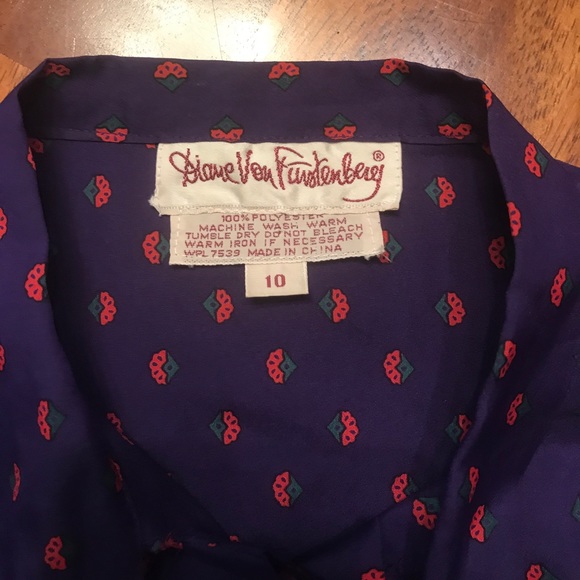 Diane Von Furstenberg®
100% POLYESTER
MACHINE WASH WARM
TUMBLE DRY DO NOT BLEACH
WARM IRON IF NECESSARY
WPL 7539 MADE IN CHINA
10